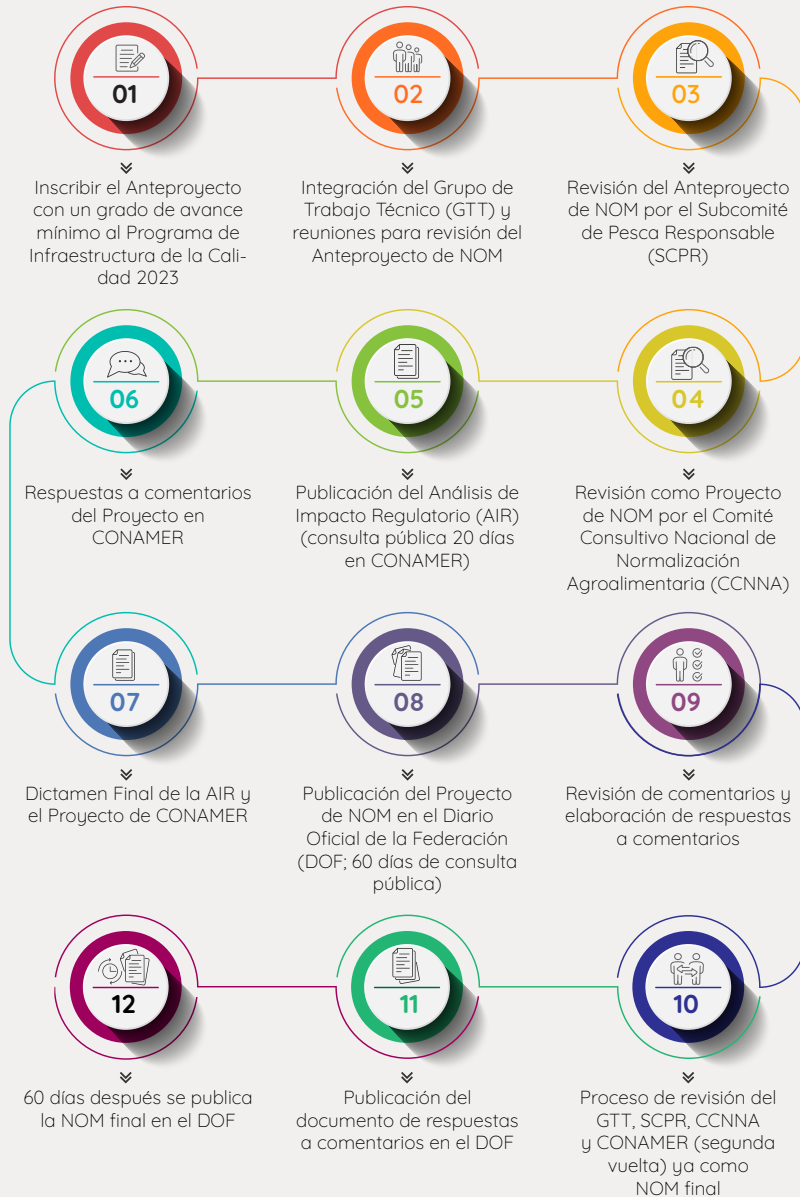 01
Inscribir el Anteproyecto
con un grado de avance
mínimo al Programa de
Infraestructura de la Cali-
dad 2023
02
Integración del Grupo de
Trabajo Técnico (GTT) y
reuniones para revisión del
Anteproyecto de NOM
03
Revisión del Anteproyecto
de NOM por el Subcomité
de Pesca Responsable
(SCPR)
04
Revisión como Proyecto
de NOM por el Comité
Consultivo Nacional de
Normalización
Agroalimentaria (CCNNA)
05
Publicación del Análisis de
Impacto Regulatorio (AIR)
(consulta pública 20 días
en CONAMER)
06
Respuestas a comentarios
del Proyecto en
CONAMER
07
Dictamen Final de la AIR y
el Proyecto de CONAMER
08
Publicación del Proyecto
de NOM en el Diario
Oficial de la Federación
(DOF; 60 días de consulta
pública)
09
Revisión de comentarios y
elaboración de respuestas
a comentarios
10
Proceso de revisión del
GTT, SCPR, CCNNA
y CONAMER (segunda
vuelta) ya como
NOM final
11
Publicación del
documento de respuestas
a comentarios en el DOF
12
60 días después se publica
la NOM final en el DOF